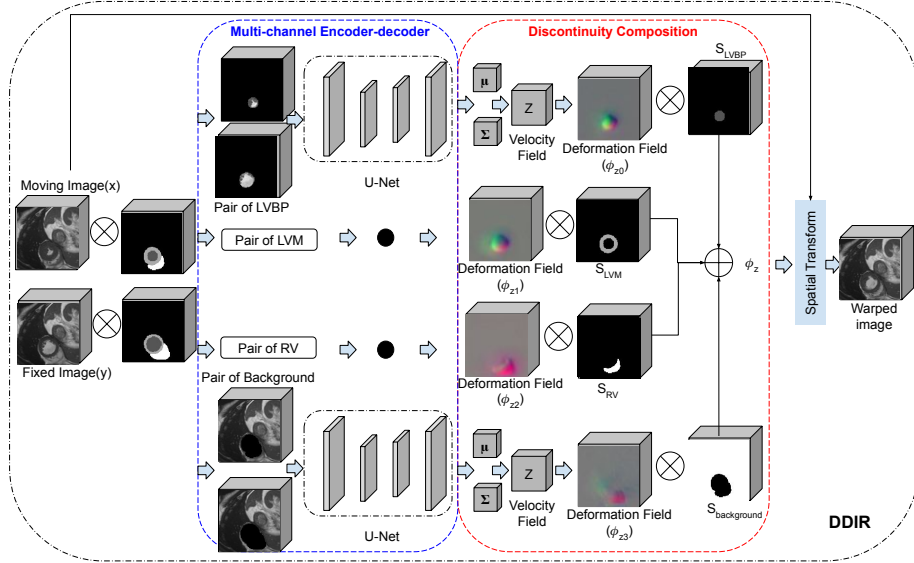 Multi-channel Encoder-decoder
Discontinuity Composition
S_LVBP
μ
Σ
Z
Velocity
Field
Deformation Field
(ϕ_z0)
U-Net
Pair of LVBP
Moving Image(x)
Pair of LVM
Deformation Field
(ϕ_z1)
S_LVM
ϕ_z
Spatial Transform
Warped
image
Fixed Image(y)
Pair of RV
Deformation Field
(ϕ_z2)
S_RV
Pair of Background
μ
Σ
Z
Velocity
Field
Deformation Field
(ϕ_z3)
S_background
U-Net
DDIR